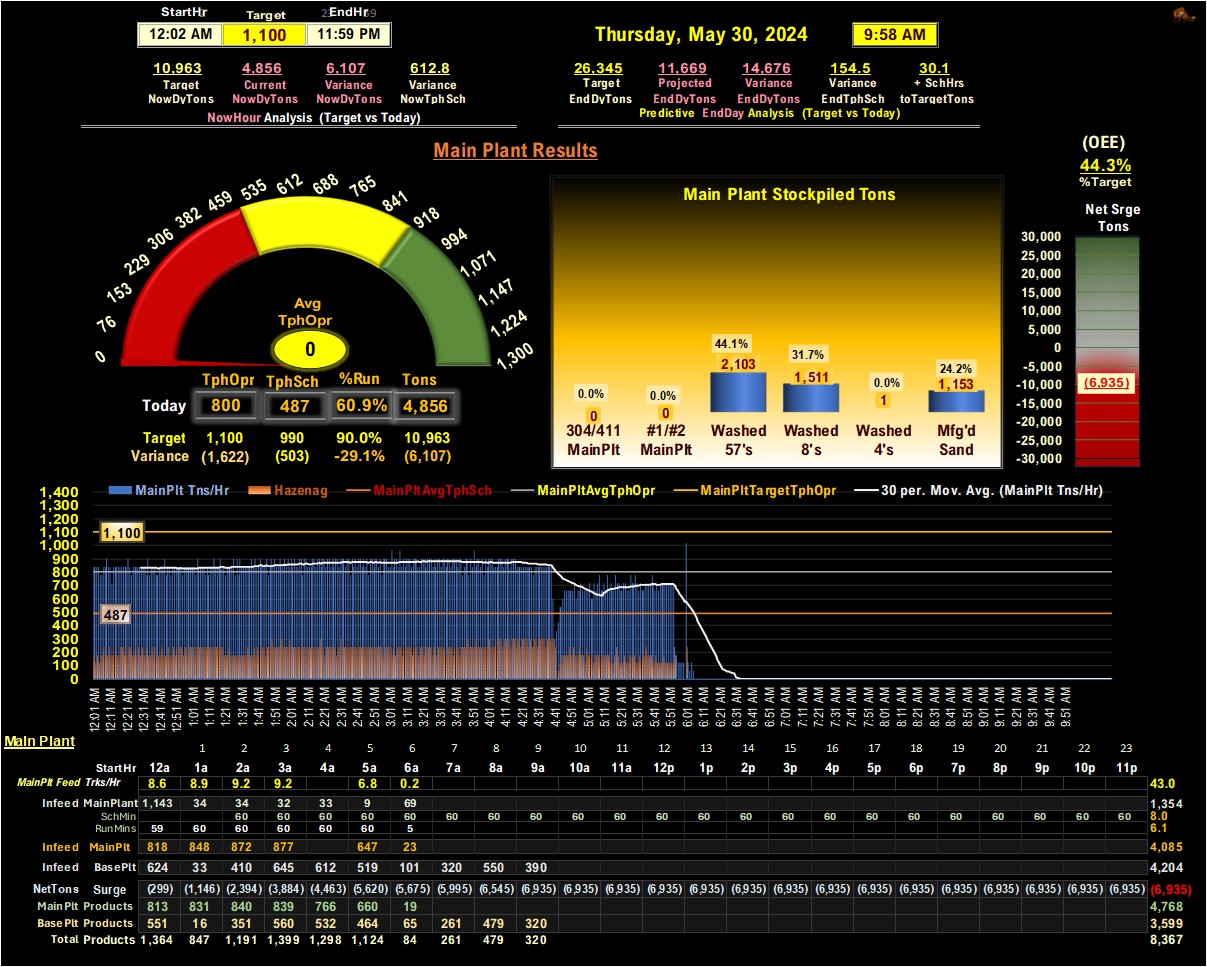 StartHr Target EndHr
12:02 AM 1,100 11:59 PM
Thursday, May 30, 2024 9:58 AM
10,963 4,856 6,107 612.8
Target Current Variance Variance
NowDyTons NowDyTons NowDyTons NowTphSch
NowHour Analysis (Target vs Today)
26,345 11,669 14,676 154.5 30.1
Target Projected Variance Variance + SchHrs
EndDyTons EndDyTons EndDyTons EndTphSch toTargetTons
Predictive EndDay Analysis (Target vs Today)
Main Plant Results
(OEE)
44.3%
%Target
Net Srge
Tons
30,000
25,000
20,000
15,000
10,000
5,000
0
-5,000
-10,000
-15,000
-20,000
-25,000
-30,000
(6,935)
0 76 153 229 306 382 459 535 612 688 765 841 918 994 1,071 1,147 1,224 1,300
Avg
TphOpr
0
TphOpr TphSch %Run Tons
Today 800 487 60.9% 4,856
Target 1,100 990 90.0% 10,963
Variance (1,622) (503) -29.1% (6,107)
Main Plant Stockpiled Tons
0.0% 0.0% 44.1% 31.7% 0.0% 24.2%
0 0 2,103 1,511 1 1,153
304/411 #1/#2 Washed Washed Washed Mfg'd
MainPlt MainPlt 57's 8's 4's Sand
MainPlt Tns/Hr Hazenag MainPltAvgTphSch MainPltAvgTphOpr MainPltTargetTphOpr 30 per. Mov. Avg. (MainPlt Tns/Hr)
1,400
1,300
1,200
1,100
1,000
900
800
700
600
500
400
300
200
100
0
1,100
487
12:01 AM 12:11 AM 12:21 AM 12:31 AM 12:41 AM 12:51 AM 1:01 AM 1:11 AM 1:21 AM 1:31 AM 1:41 AM 1:51 AM 2:01 AM 2:11 AM 2:21 AM 2:31 AM 2:41 AM 2:51 AM 3:01 AM 3:11 AM 3:21 AM 3:31 AM 3:41 AM 3:51 AM 4:01 AM 4:11 AM 4:21 AM 4:31 AM 4:41 AM 4:51 AM 5:01 AM 5:11 AM 5:21 AM 5:31 AM 5:41 AM 5:51 AM 6:01 AM 6:11 AM 6:21 AM 6:31 AM 6:41 AM 6:51 AM 7:01 AM 7:11 AM 7:21 AM 7:31 AM 7:41 AM 7:51 AM 8:01 AM 8:11 AM 8:21 AM 8:31 AM 8:41 AM 8:51 AM 9:01 AM 9:11 AM 9:21 AM 9:31 AM 9:41 AM 9:51 AM
Main Plant
1 2 3 4 5 6 7 8 9 10 11 12 13 14 15 16 17 18 19 20 21 22 23
StartHr 12a 1a 2a 3a 4a 5a 6a 7a 8a 9a 10a 11a 12p 1p 2p 3p 4p 5p 6p 7p 8p 9p 10p 11p
MainPlt Feed Trks/Hr 8.6 8.9 9.2 9.2 6.8 0.2 43.0
Infeed MainPlant 1,143 34 34 32 33 9 69 1,354
SchMin 60 60 60 60 60 60 60 60 60 60 60 60 60 60 60 60 60 60 60 60 60 60 8.0
RunMins 59 60 60 60 60 60 5 6.1
Infeed MainPlt 818 848 872 877 647 23 4,085
Infeed BasePlt 624 33 410 645 612 519 101 320 550 390 4,204
NetTons Surge (299) (1,146) (2,394) (3,884) (4,463) (5,620) (5,675) (5,995) (6,545) (6,935) (6,935) (6,935) (6,935) (6,935) (6,935) (6,935) (6,935) (6,935) (6,935) (6,935) (6,935) (6,935) (6,935) (6,935) (6,935)
MainPlt Products 813 831 840 839 766 660 19 4,768
BasePlt Products 551 16 351 560 532 464 65 261 479 320 3,599
Total Products 1,364 847 1,191 1,399 1,298 1,124 84 261 479 320 8,367